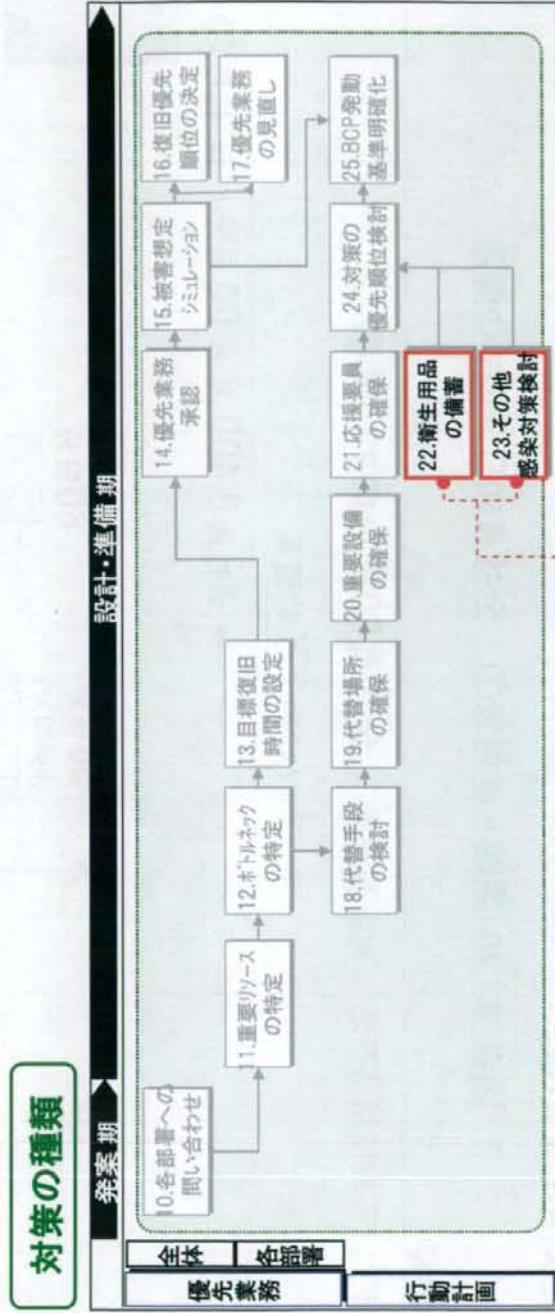 対策の種類
発案期
設計・準備期
優先業務
全体
各部署
行動計画
10.各部署への
問い合わせ
11.重要リソース
の特定
12.ボトルネック
の特定
13.目標復旧
時間の設定
14.優先業務
承認
15.被害想定
シミュレーション
16.復旧優先
順位の決定
17.優先業務
の見直し
18.代替手段
の検討
19.代替場所
の確保
20.重要設備
の確保
21.応援要員
の確保
22.衛生用品
の備蓄
23.その他
感染対策検討
24.対策の
優先順位検討
25.BCP発動
基準明確化